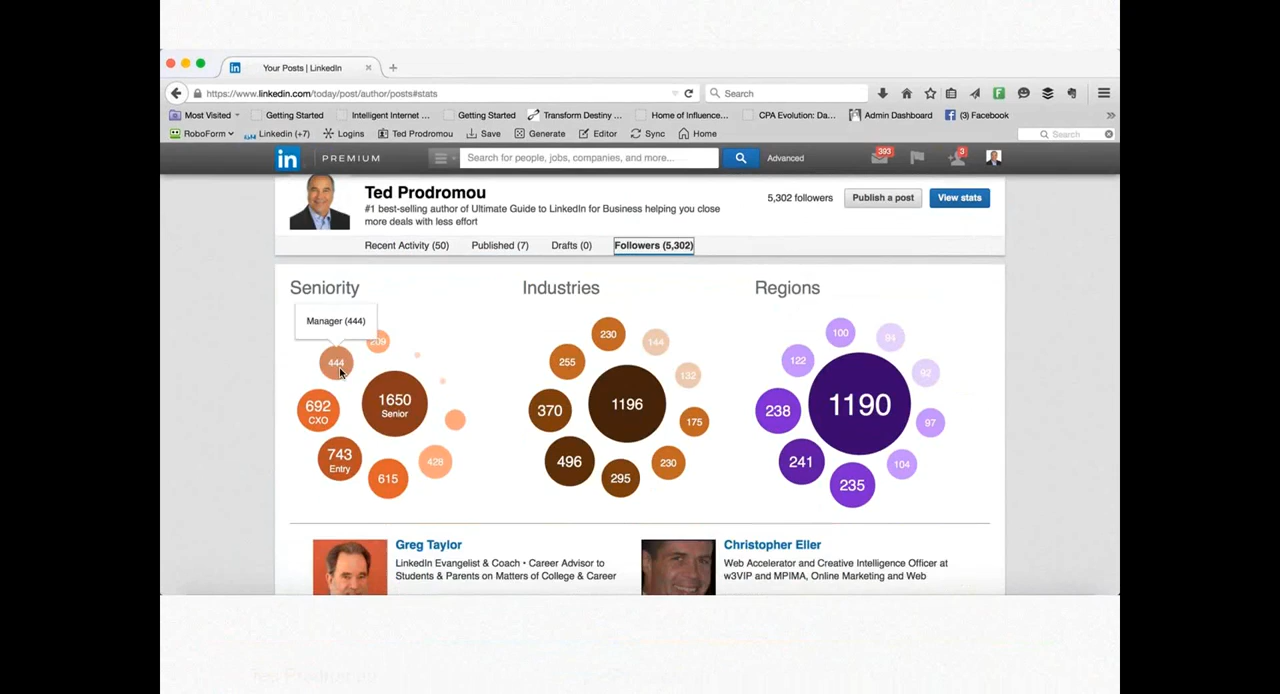 Your Posts | LinkedIn
https://www.linkedin.com/today/post/author/posts#stats
Search
Most Visited
Getting Started
Intelligent Internet ...
Getting Started
Transform Destiny ...
Home of Influence...
CPA Evolution: Da...
Admin Dashboard
(3) Facebook
RoboForm
Linkedin (+7)
Logins
Ted Prodromou
Save
Generate
Editor
Sync
Home
Search
in
PREMIUM
Search for people, jobs, companies, and more...
Advanced
393
3
Ted Prodromou
#1 best-selling author of Ultimate Guide to LinkedIn for Business helping you close
more deals with less effort
5,302 followers
Publish a post
View stats
Recent Activity (50)
Published (7)
Drafts (0)
Followers (5,302)
Seniority
Manager (444)
209
444
692
CXO
1650
Senior
743
Entry
615
428
Industries
230
144
255
132
370
1196
175
496
295
230
Regions
100
94
122
92
238
1190
97
241
235
104
Greg Taylor
LinkedIn Evangelist & Coach • Career Advisor to
Students & Parents on Matters of College & Career
Christopher Eller
Web Accelerator and Creative Intelligence Officer at
w3VIP and MPIMA, Online Marketing and Web